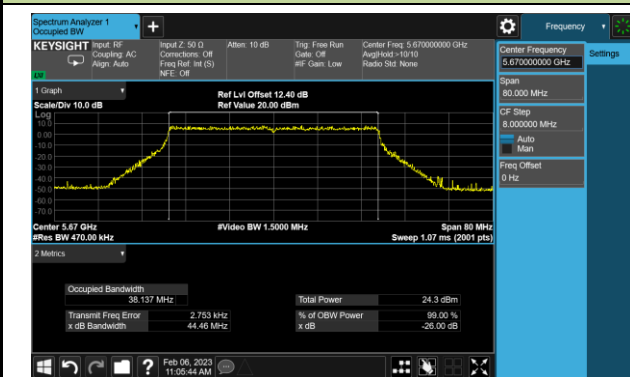 Spectrum Analyzer 1
Occupied BW
+
Frequency
KEYSIGHT
Input: RF
Coupling: AC
Align: Auto
Input Z: 50 Ω
Corrections: Off
Freq Ref: Int (S)
NFE: Off
Atten: 10 dB
Trig: Free Run
Gate: Off
#IF Gain: Low
Center Freq: 5.670000000 GHz
Avg|Hold:>10/10
Radio Std: None
Center Frequency
5.670000000 GHz
Settings
Span
80.000 MHz
CF Step
8.000000 MHz
Auto
Man
Freq Offset
0 Hz
1 Graph
Scale/Div 10.0 dB
Ref Lvl Offset 12.40 dB
Ref Value 20.00 dBm
Log
10.0
0.00
-10.0
-20.0
-30.0
-40.0
-50.0
-60.0
-70.0
Center 5.67 GHz
#Video BW 1.5000 MHz
Span 80 MHz
#Res BW 470.00 kHz
Sweep 1.07 ms (2001 pts)
2 Metrics
Occupied Bandwidth
38.137 MHz
Total Power 24.3 dBm
Transmit Freq Error 2.753 kHz
% of OBW Power 99.00 %
x dB Bandwidth 44.46 MHz
x dB -26.00 dB
?
Feb 06, 2023
11:05:44 AM